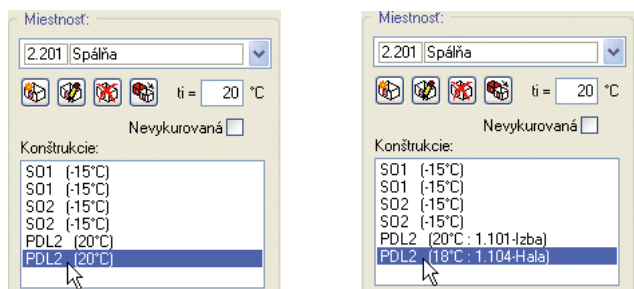 Miestnosť:
2.201 Spálňa
ti = 20 °C
Nevykurovaná
Konštrukcie:
SO1 (-15°C)
SO1 (-15°C)
SO2 (-15°C)
SO2 (-15°C)
PDL2 (20°C)
PDL2 (20°C)
Miestnosť:
2.201 Spálňa
ti = 20 °C
Nevykurovaná
Konštrukcie:
SO1 (-15°C)
SO1 (-15°C)
SO2 (-15°C)
SO2 (-15°C)
PDL2 (20°C : 1.101-Izba)
PDL2 (18°C : 1.104-Hala)